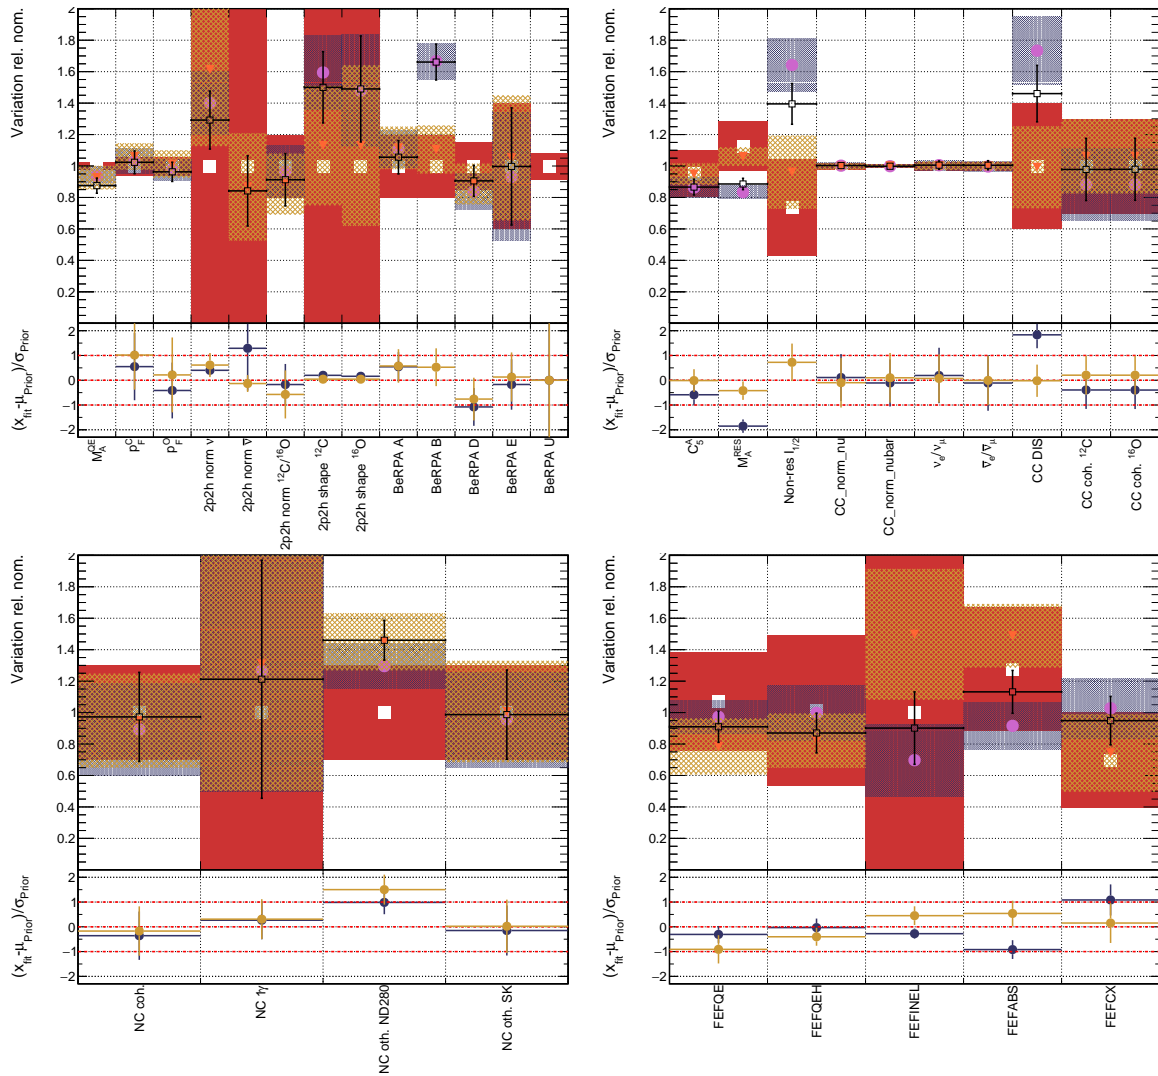 Variation rel. nom.
2
1.8
1.6
1.4
1.2
1
0.8
0.6
0.4
0.2
(x_fit-μ_Prior)/σ_Prior
2
1
0
−1
−2
M_A^QE
p_F^C
p_F^O
2p2h norm ν
2p2h norm ν̅
2p2h norm ¹²C/¹⁶O
2p2h shape ¹²C
2p2h shape ¹⁶O
BeRPA A
BeRPA B
BeRPA D
BeRPA E
BeRPA U
Variation rel. nom.
2
1.8
1.6
1.4
1.2
1
0.8
0.6
0.4
0.2
(x_fit-μ_Prior)/σ_Prior
2
1
0
−1
−2
C_5^A
M_A^RES
Non-res I_1/2
CC_norm_nu
CC_norm_nubar
ν_e/ν_μ
ν̅_e/ν̅_μ
CC DIS
CC coh. ¹²C
CC coh. ¹⁶O
Variation rel. nom.
2
1.8
1.6
1.4
1.2
1
0.8
0.6
0.4
0.2
(x_fit-μ_Prior)/σ_Prior
2
1
0
−1
−2
NC coh.
NC 1γ
NC oth. ND280
NC oth. SK
Variation rel. nom.
2
1.8
1.6
1.4
1.2
1
0.8
0.6
0.4
0.2
(x_fit-μ_Prior)/σ_Prior
2
1
0
−1
−2
FEFQE
FEFQEH
FEFINEL
FEFABS
FEFCX